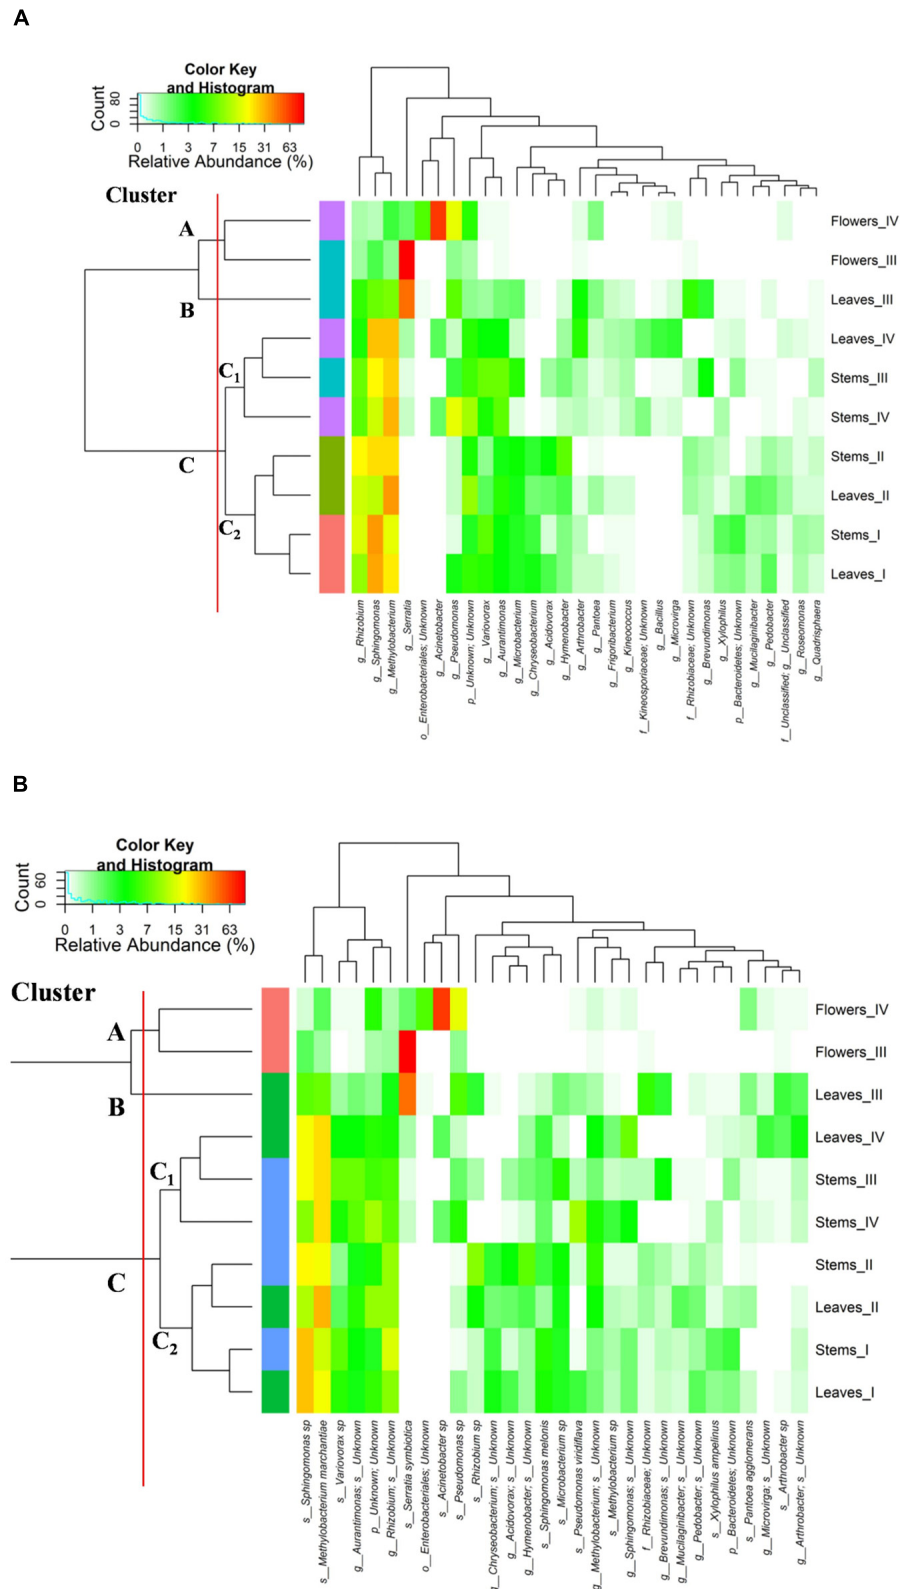 A
Color Key
and Histogram
Count
0 80
0 1 3 7 15 31 63
Relative Abundance (%)
Cluster
A
B
C1
C
C2
Flowers_IV
Flowers_III
Leaves_III
Leaves_IV
Stems_III
Stems_IV
Stems_II
Leaves_II
Stems_I
Leaves_I
g__Rhizobium
g__Sphingomonas
g__Methylobacterium
g__Serratia
o__Enterobacteriales; Unknown
g__Acinetobacter
g__Pseudomonas
p__Unknown; Unknown
g__Variovorax
g__Aurantimonas
g__Microbacterium
g__Chryseobacterium
g__Acidovorax
g__Hymenobacter
g__Arthrobacter
g__Pantoea
g__Frigoribacterium
g__Kineococcus
f__Kineosporiaceae; Unknown
g__Bacillus
g__Microvirga
f__Rhizobiaceae; Unknown
g__Brevundimonas
g__Xylophilus
p__Bacteroidetes; Unknown
g__Mucilaginibacter
g__Pedobacter
f__Unclassified; g__Unclassified
g__Roseomonas
g__Quadrisphaera
B
Color Key
and Histogram
Count
0 60
0 1 3 7 15 31 63
Relative Abundance (%)
Cluster
A
B
C1
C
C2
Flowers_IV
Flowers_III
Leaves_III
Leaves_IV
Stems_III
Stems_IV
Stems_II
Leaves_II
Stems_I
Leaves_I
s__Sphingomonas sp
s__Methylobacterium marchantiae
s__Variovorax sp
g__Aurantimonas; s__Unknown
p__Unknown; Unknown
g__Rhizobium; s__Unknown
s__Serratia symbiotica
o__Enterobacteriales; Unknown
s__Acinetobacter sp
s__Pseudomonas sp
s__Rhizobium sp
g__Chryseobacterium; s__Unknown
g__Acidovorax; s__Unknown
g__Hymenobacter; s__Unknown
s__Sphingomonas melonis
s__Microbacterium sp
s__Pseudomonas viridiflava
g__Methylobacterium; s__Unknown
s__Methylobacterium sp
g__Sphingomonas; s__Unknown
f__Rhizobiaceae; Unknown
g__Brevundimonas; s__Unknown
g__Mucilaginibacter; s__Unknown
g__Pedobacter; s__Unknown
s__Xylophilus ampelinus
p__Bacteroidetes; Unknown
s__Pantoea agglomerans
g__Microvirga; s__Unknown
s__Arthrobacter sp
g__Arthrobacter; s__Unknown